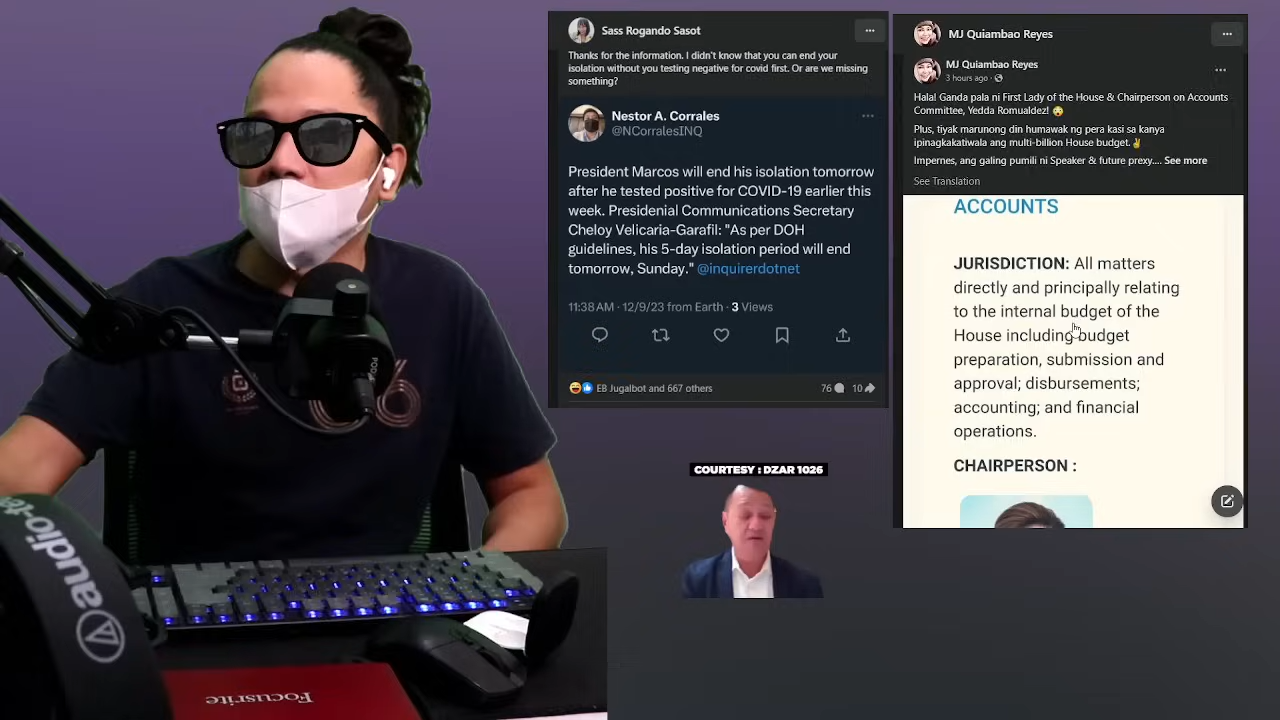 Sass Rogando Sasot
Thanks for the information. I didn't know that you can end your
isolation without you testing negative for covid first. Or are we missing
something?
Nestor A. Corrales
@NCorralesINQ
President Marcos will end his isolation tomorrow
after he tested positive for COVID-19 earlier this
week. Presidenial Communications Secretary
Cheloy Velicaria-Garafil: "As per DOH
guidelines, his 5-day isolation period will end
tomorrow, Sunday." @inquirerdotnet
11:38 AM · 12/9/23 from Earth · 3 Views
EB Jugalbot and 667 others
76
10
MJ Quiambao Reyes
MJ Quiambao Reyes
3 hours ago
Hala! Ganda pala ni First Lady of the House & Chairperson on Accounts
Committee, Yedda Romualdez! 😯
Plus, tiyak marunong din humawak ng pera kasi sa kanya
ipinagkakatiwala ang multi-billion House budget.✌
Impernes, ang galing pumili ni Speaker & future prexy.... See more
See Translation
ACCOUNTS
JURISDICTION: All matters
directly and principally relating
to the internal budget of the
House including budget
preparation, submission and
approval; disbursements;
accounting; and financial
operations.
CHAIRPERSON :
COURTESY : DZAR 1026
audio-te
Focusrite